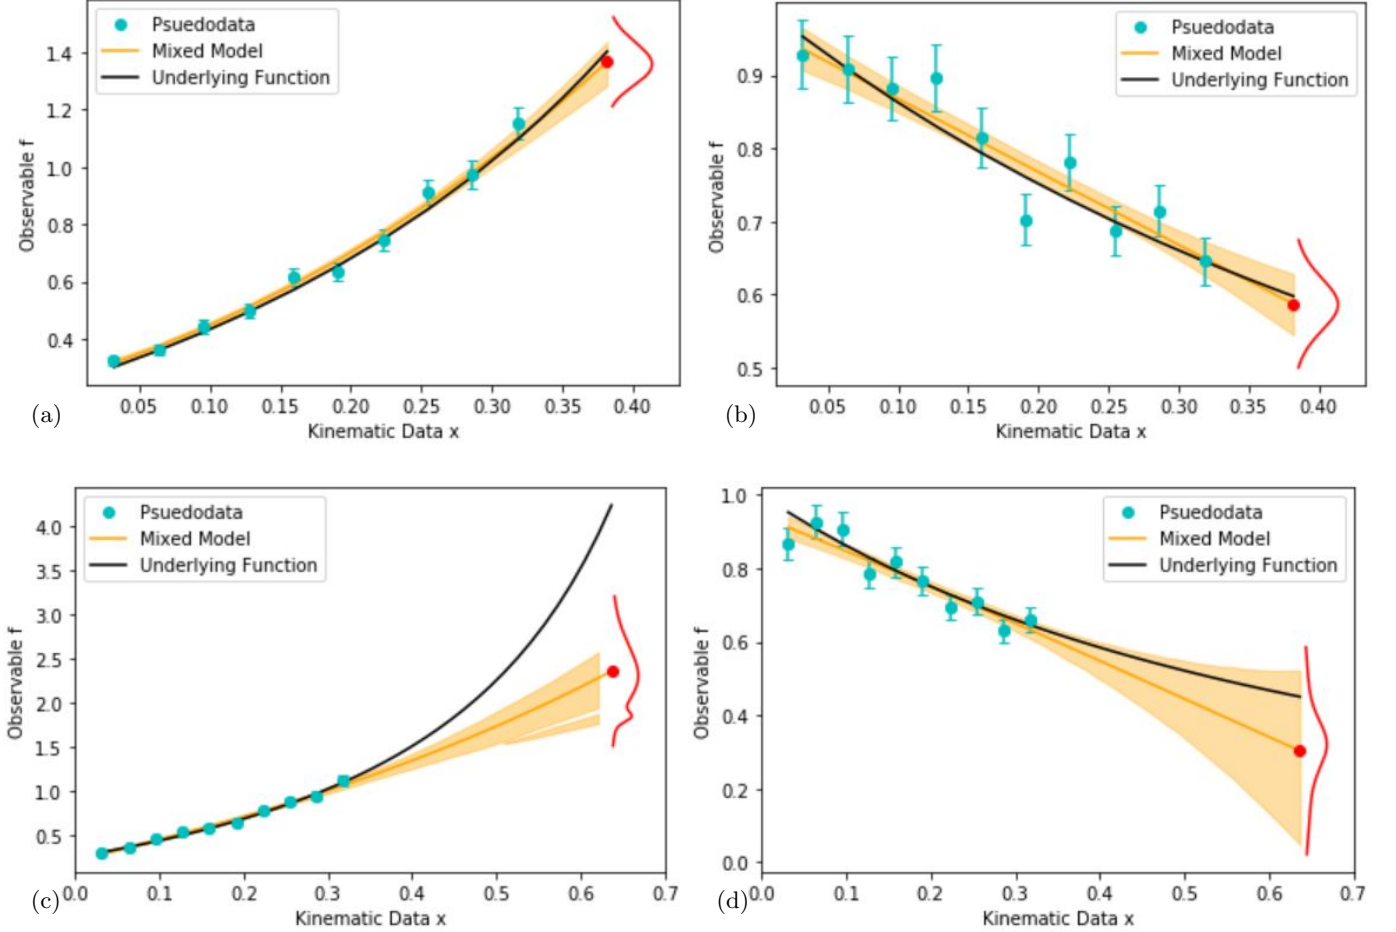 Psuedodata
Mixed Model
Underlying Function
1.4
1.2
1.0
0.8
0.6
0.4
Observable f
0.05 0.10 0.15 0.20 0.25 0.30 0.35 0.40
Kinematic Data x
(a)
Psuedodata
Mixed Model
Underlying Function
0.9
0.8
0.7
0.6
0.5
Observable f
0.05 0.10 0.15 0.20 0.25 0.30 0.35 0.40
Kinematic Data x
(b)
Psuedodata
Mixed Model
Underlying Function
4.0
3.5
3.0
2.5
2.0
1.5
1.0
0.5
Observable f
0.0 0.1 0.2 0.3 0.4 0.5 0.6 0.7
Kinematic Data x
(c)
Psuedodata
Mixed Model
Underlying Function
1.0
0.8
0.6
0.4
0.2
0.0
Observable f
0.0 0.1 0.2 0.3 0.4 0.5 0.6 0.7
Kinematic Data x
(d)